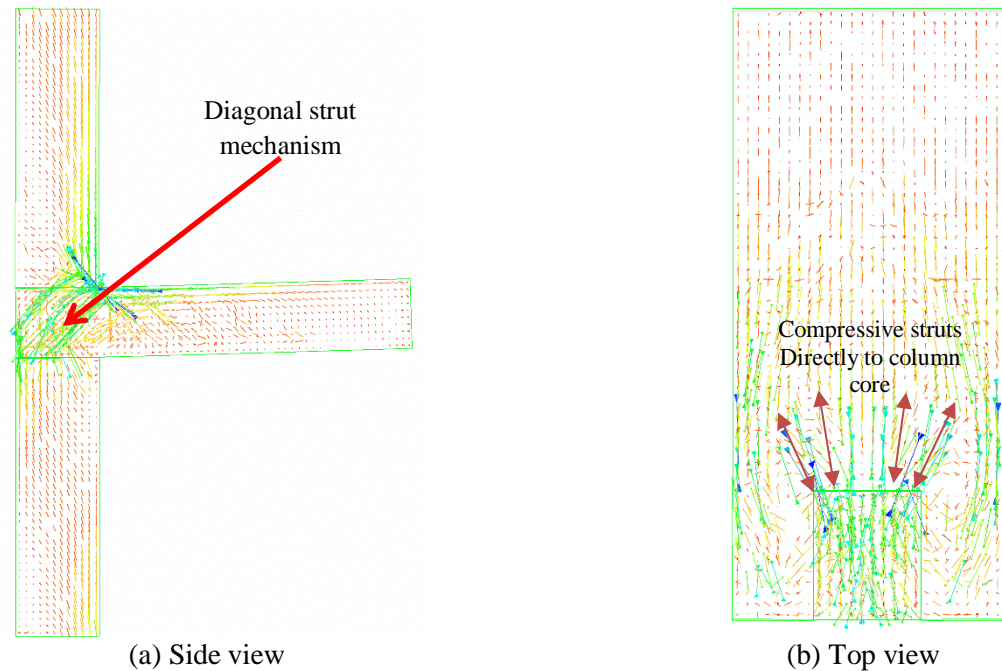 Diagonal strut
mechanism
Compressive struts
Directly to column
core
(a) Side view
(b) Top view